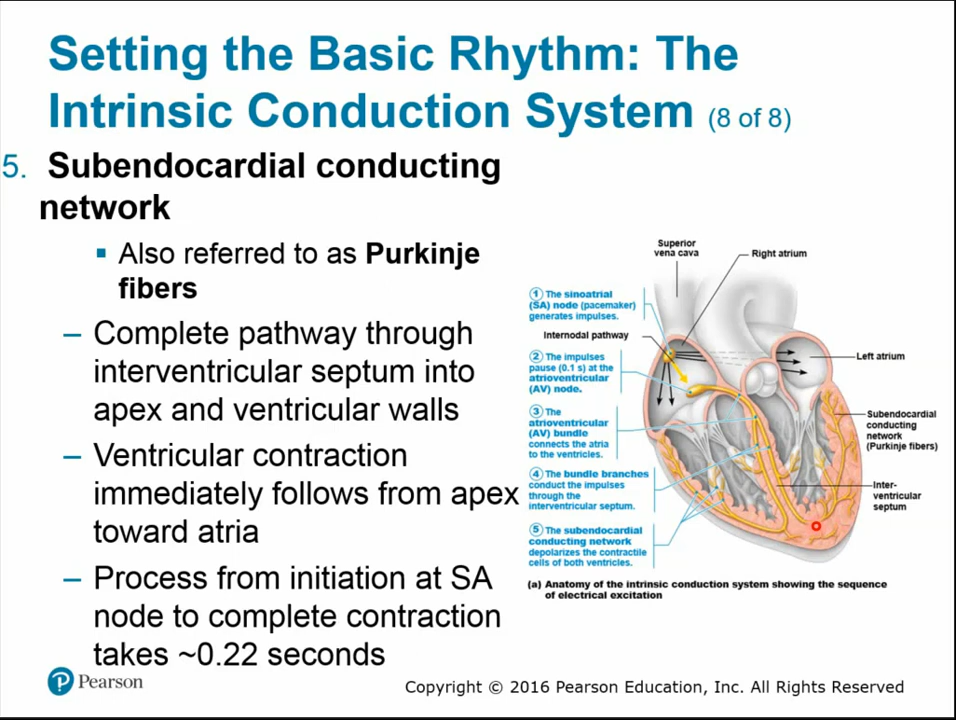 Setting the Basic Rhythm: The
Intrinsic Conduction System (8 of 8)
5. Subendocardial conducting
network
▪ Also referred to as Purkinje
fibers
– Complete pathway through
interventricular septum into
apex and ventricular walls
– Ventricular contraction
immediately follows from apex
toward atria
– Process from initiation at SA
node to complete contraction
takes ~0.22 seconds
Superior
vena cava
Right atrium
① The sinoatrial
(SA) node (pacemaker)
generates impulses.
Internodal pathway
② The impulses
pause (0.1 s) at the
atrioventricular
(AV) node.
Left atrium
③ The
atrioventricular
(AV) bundle
connects the atria
to the ventricles.
Subendocardial
conducting
network
(Purkinje fibers)
④ The bundle branches
conduct the impulses
through the
interventricular septum.
Inter-
ventricular
septum
⑤ The subendocardial
conducting network
depolarizes the contractile
cells of both ventricles.
(a) Anatomy of the intrinsic conduction system showing the sequence
of electrical excitation
P Pearson
Copyright © 2016 Pearson Education, Inc. All Rights Reserved